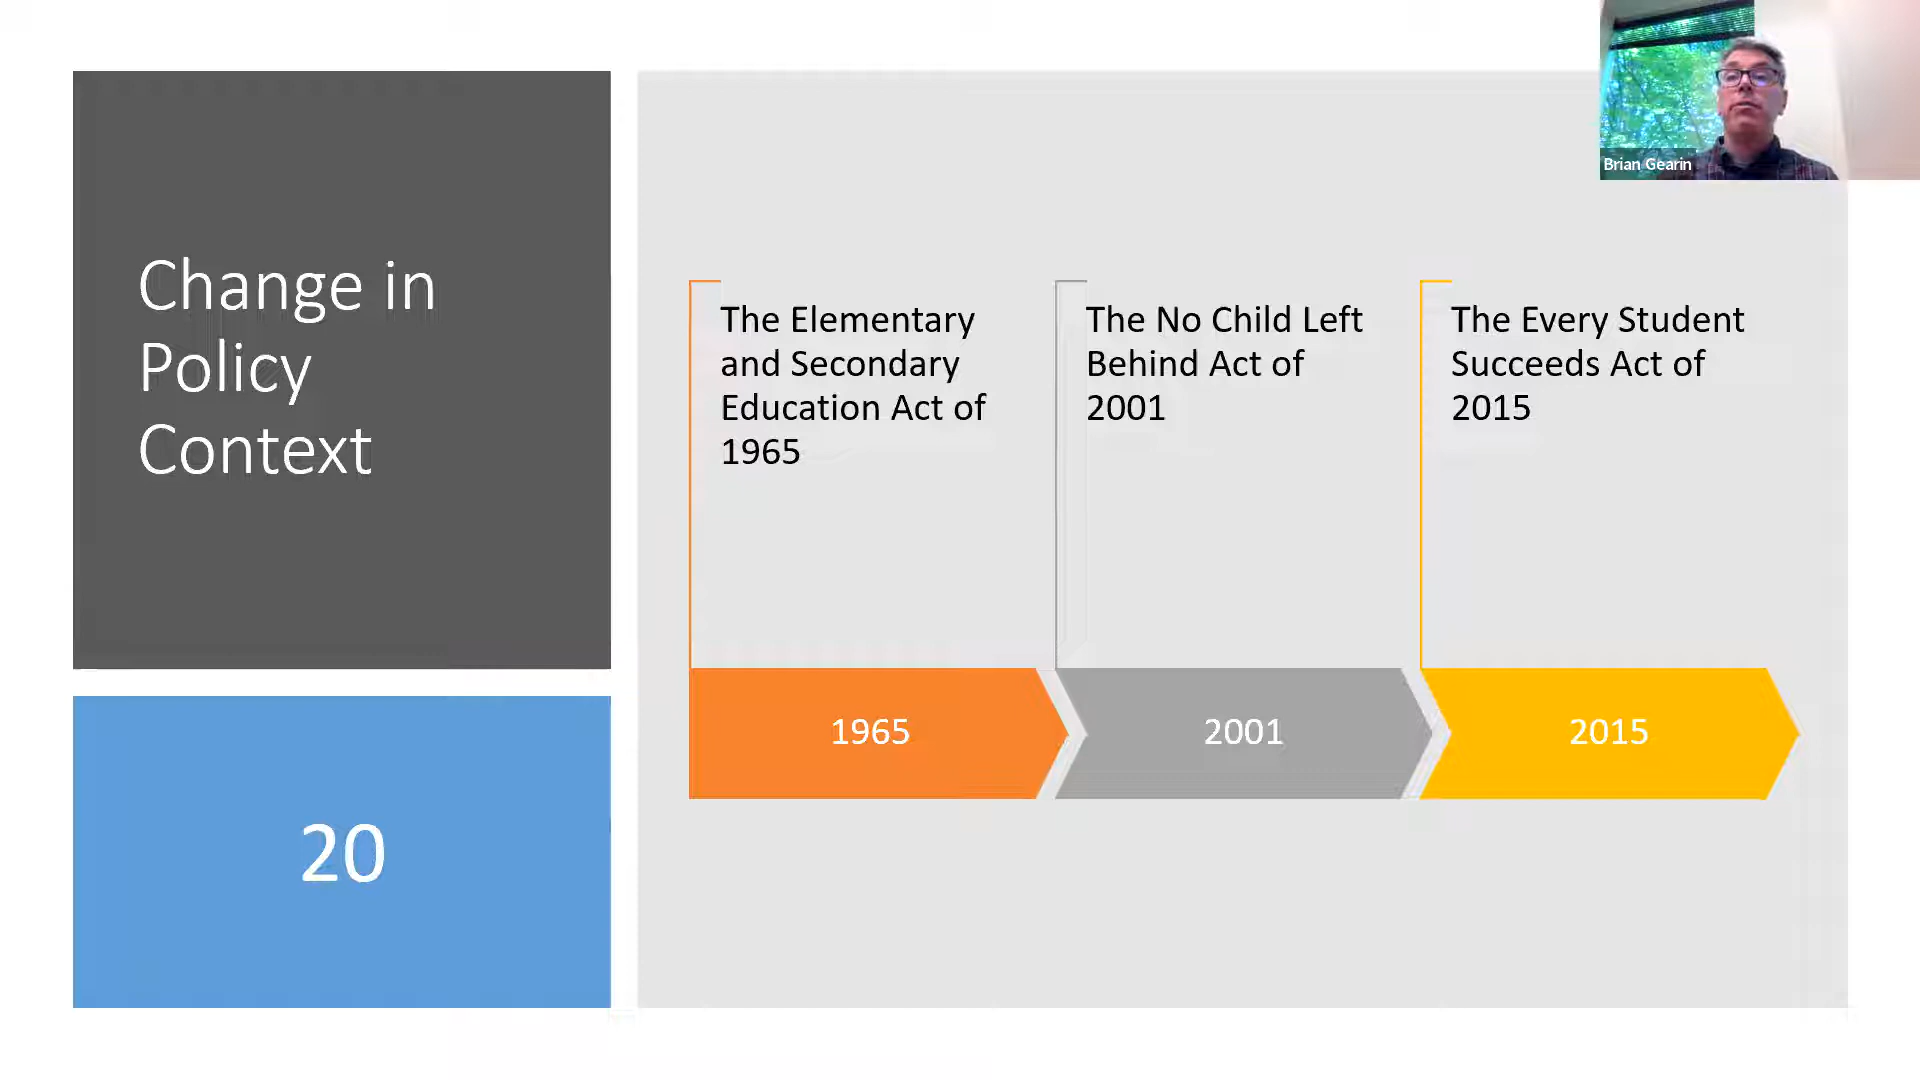 Change in
Policy
Context
20
The Elementary
and Secondary
Education Act of
1965
The No Child Left
Behind Act of
2001
The Every Student
Succeeds Act of
2015
1965
2001
2015
Brian Gearin